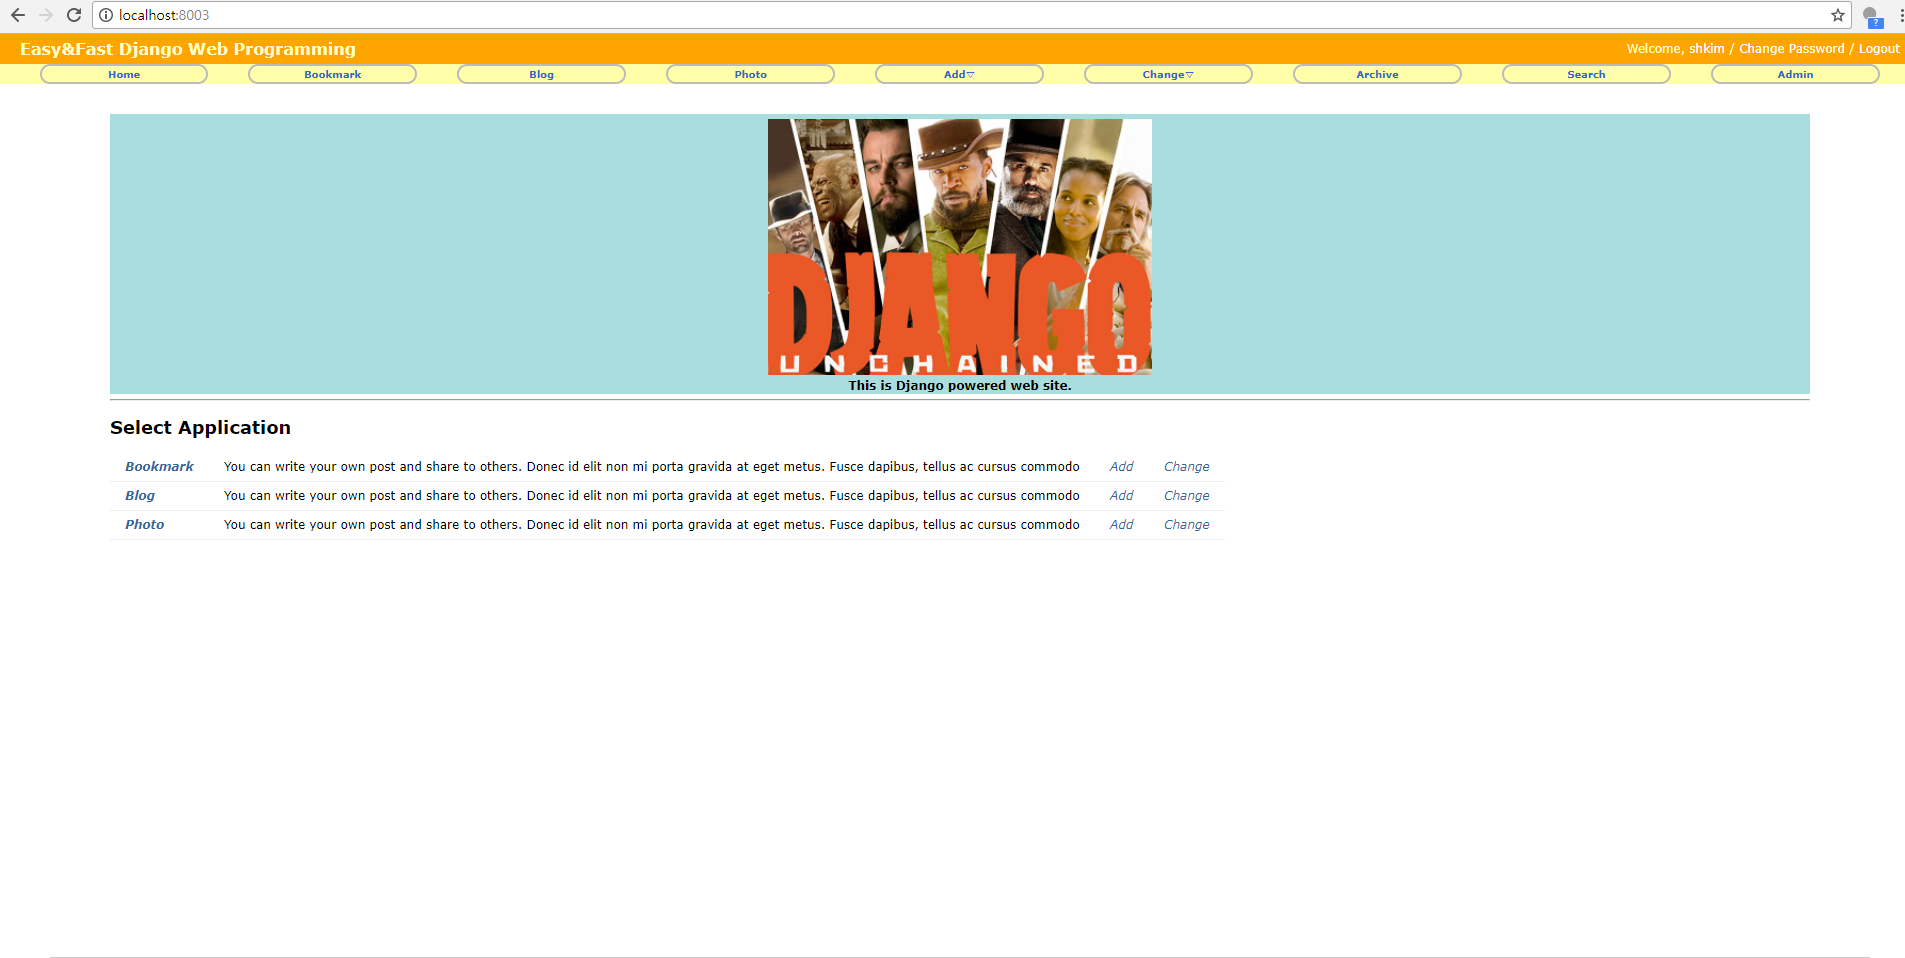 localhost:8003
Easy&Fast Django Web Programming
Welcome, shkim / Change Password / Logout
Home Bookmark Blog Photo Add▽ Change▽ Archive Search Admin
DJANGO
UNCHAINED
This is Django powered web site.
Select Application
Bookmark You can write your own post and share to others. Donec id elit non mi porta gravida at eget metus. Fusce dapibus, tellus ac cursus commodo Add Change
Blog You can write your own post and share to others. Donec id elit non mi porta gravida at eget metus. Fusce dapibus, tellus ac cursus commodo Add Change
Photo You can write your own post and share to others. Donec id elit non mi porta gravida at eget metus. Fusce dapibus, tellus ac cursus commodo Add Change